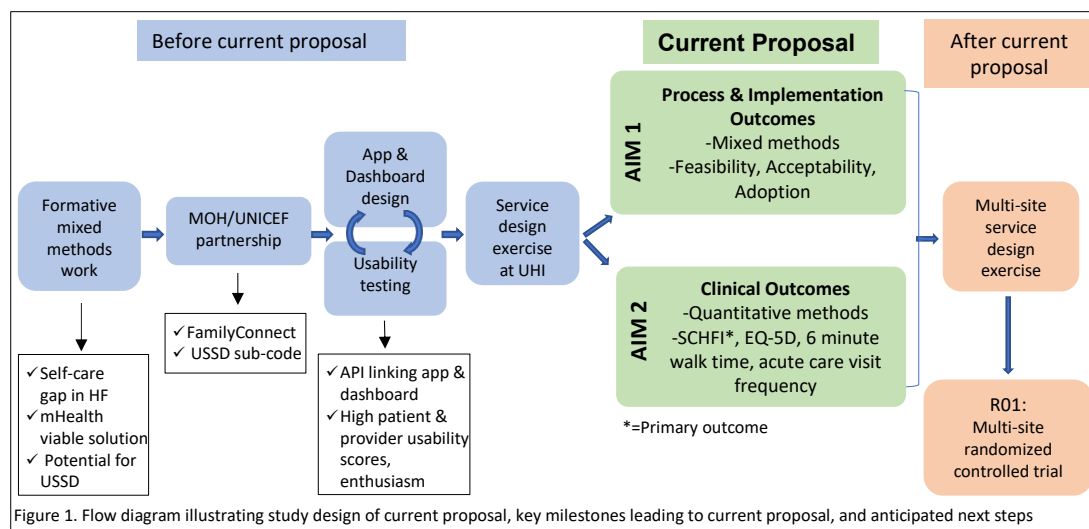 Before current proposal
Current Proposal
After current
proposal
Formative
mixed
methods
work
MOH/UNICEF
partnership
App &
Dashboard
design
Usability
testing
Service
design
exercise
at UHI
AIM 1
Process & Implementation
Outcomes
-Mixed methods
-Feasibility, Acceptability,
Adoption
AIM 2
Clinical Outcomes
-Quantitative methods
-SCHFI*, EQ-5D, 6 minute
walk time, acute care visit
frequency
*=Primary outcome
Multi-site
service
design
exercise
R01:
Multi-site
randomized
controlled trial
✓Self-care
gap in HF
✓mHealth
viable solution
✓ Potential for
USSD
✓FamilyConnect
✓ USSD sub-code
✓API linking app &
dashboard
✓High patient &
provider usability
scores,
enthusiasm
Figure 1. Flow diagram illustrating study design of current proposal, key milestones leading to current proposal, and anticipated next steps